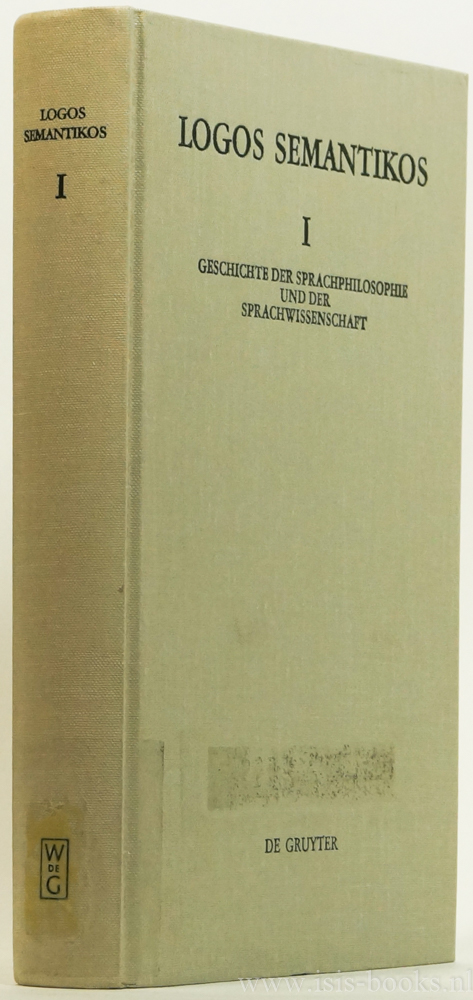 LOGOS
SEMANTIKOS
I
W
DE
G
LOGOS SEMANTIKOS
I
GESCHICHTE DER SPRACHPHILOSOPHIE
UND DER
SPRACHWISSENSCHAFT
DE GRUYTER
www.isis-books.nl